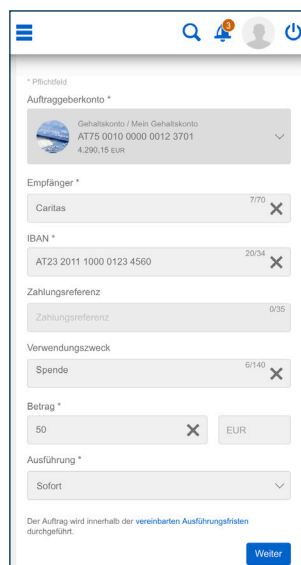 3
* Pflichtfeld
Auftraggeberkonto *
Gehaltskonto / Mein Gehaltskonto
AT75 0010 0000 0012 3701
4.290,15 EUR
Empfänger *
7/70
Caritas
IBAN *
20/34
AT23 2011 1000 0123 4560
Zahlungsreferenz
0/35
Zahlungsreferenz
Verwendungszweck
6/140
Spende
Betrag *
50 EUR
Ausführung *
Sofort
Der Auftrag wird innerhalb der vereinbarten Ausführungsfristen
durchgeführt.
Weiter